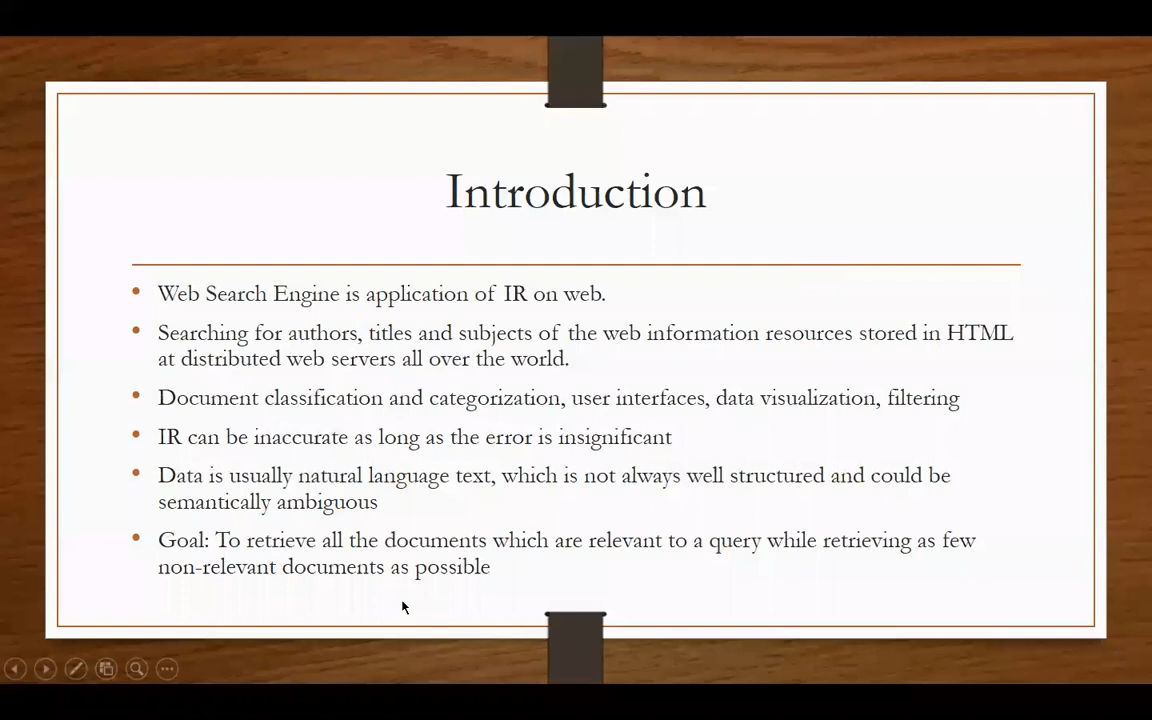 Introduction
• Web Search Engine is application of IR on web.
• Searching for authors, titles and subjects of the web information resources stored in HTML
at distributed web servers all over the world.
• Document classification and categorization, user interfaces, data visualization, filtering
• IR can be inaccurate as long as the error is insignificant
• Data is usually natural language text, which is not always well structured and could be
semantically ambiguous
• Goal: To retrieve all the documents which are relevant to a query while retrieving as few
non-relevant documents as possible